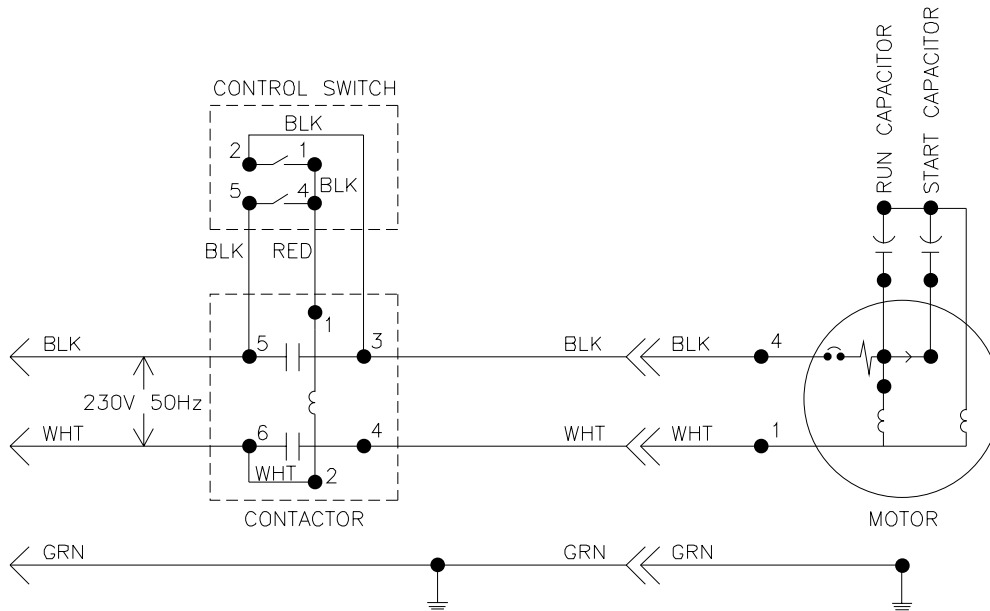 RUN CAPACITOR
START CAPACITOR
CONTROL SWITCH
BLK
2 1
BLK
5 4
BLK RED
1
BLK 5 3 BLK BLK 4
230V 50Hz
WHT 6 4 WHT WHT 1
WHT 2
CONTACTOR MOTOR
GRN GRN GRN